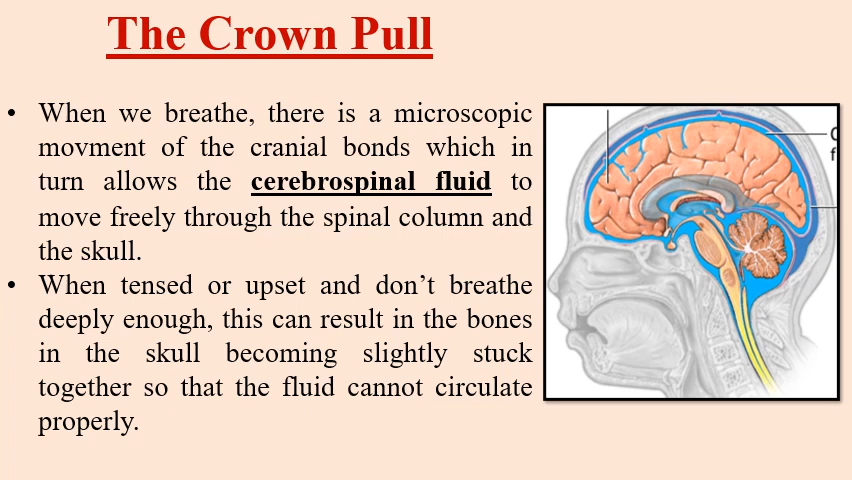 The Crown Pull
• When we breathe, there is a microscopic
movment of the cranial bonds which in
turn allows the cerebrospinal fluid to
move freely through the spinal column and
the skull.
• When tensed or upset and don’t breathe
deeply enough, this can result in the bones
in the skull becoming slightly stuck
together so that the fluid cannot circulate
properly.